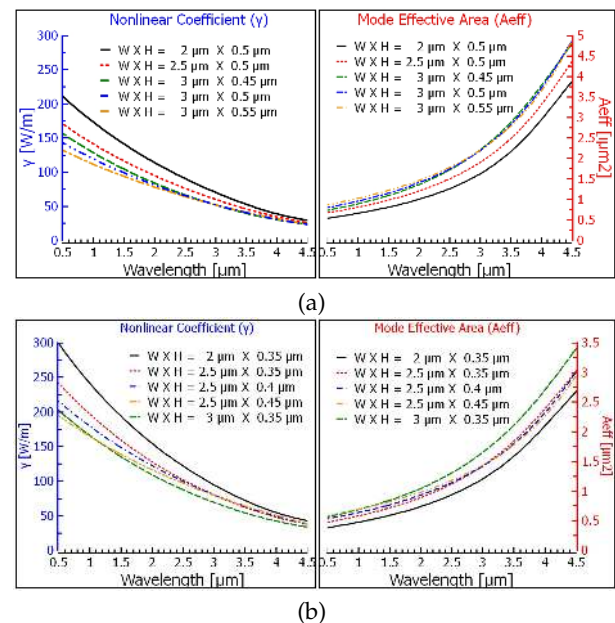 Nonlinear Coefficient (γ)
W X H = 2 µm X 0.5 µm
W X H = 2.5 µm X 0.5 µm
W X H = 3 µm X 0.45 µm
W X H = 3 µm X 0.5 µm
W X H = 3 µm X 0.55 µm
γ [W/m]
300
250
200
150
100
50
0
0.5 1 1.5 2 2.5 3 3.5 4 4.5
Wavelength [µm]
Mode Effective Area (Aeff)
W X H = 2 µm X 0.5 µm
W X H = 2.5 µm X 0.5 µm
W X H = 3 µm X 0.45 µm
W X H = 3 µm X 0.5 µm
W X H = 3 µm X 0.55 µm
5
4.5
4
3.5
3
2.5
2
1.5
1
0.5
0
Aeff [µm2]
0.5 1 1.5 2 2.5 3 3.5 4 4.5
Wavelength [µm]
(a)
Nonlinear Coefficient (γ)
W X H = 2 µm X 0.35 µm
W X H = 2.5 µm X 0.35 µm
W X H = 2.5 µm X 0.4 µm
W X H = 2.5 µm X 0.45 µm
W X H = 3 µm X 0.35 µm
γ [W/m]
300
250
200
150
100
50
0
0.5 1 1.5 2 2.5 3 3.5 4 4.5
Wavelength [µm]
Mode Effective Area (Aeff)
W X H = 2 µm X 0.35 µm
W X H = 2.5 µm X 0.35 µm
W X H = 2.5 µm X 0.4 µm
W X H = 2.5 µm X 0.45 µm
W X H = 3 µm X 0.35 µm
3.5
3
2.5
2
1.5
1
0.5
0
Aeff [µm2]
0.5 1 1.5 2 2.5 3 3.5 4 4.5
Wavelength [µm]
(b)